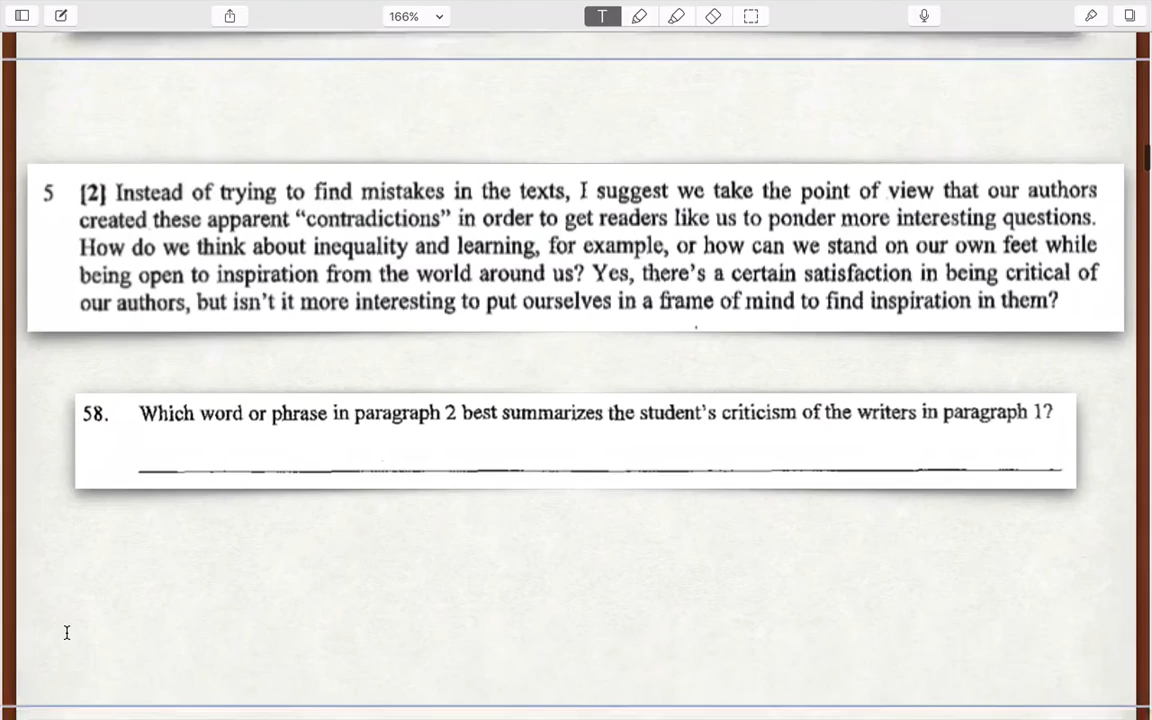 166%
T
5 [2] Instead of trying to find mistakes in the texts, I suggest we take the point of view that our authors
created these apparent “contradictions” in order to get readers like us to ponder more interesting questions.
How do we think about inequality and learning, for example, or how can we stand on our own feet while
being open to inspiration from the world around us? Yes, there’s a certain satisfaction in being critical of
our authors, but isn’t it more interesting to put ourselves in a frame of mind to find inspiration in them?
58. Which word or phrase in paragraph 2 best summarizes the student’s criticism of the writers in paragraph 1?